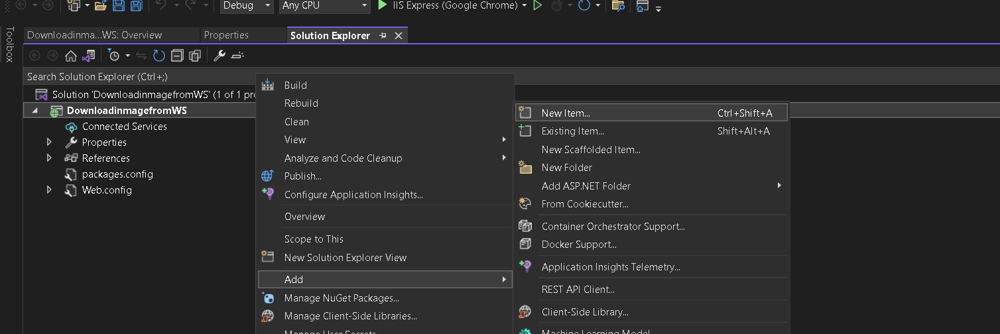 Debug
Any CPU
IIS Express (Google Chrome)
Toolbox
Downloadinma...WS: Overview
Properties
Solution Explorer
Search Solution Explorer (Ctrl+;)
Solution 'DownloadinmagefromWS' (1 of 1 pro
DownloadinmagefromWS
Connected Services
Properties
References
packages.config
Web.config
Build
Rebuild
Clean
View
Analyze and Code Cleanup
Publish...
Configure Application Insights...
Overview
Scope to This
New Solution Explorer View
Add
Manage NuGet Packages...
Manage Client-Side Libraries...
Manage User Secrets
New Item... Ctrl+Shift+A
Existing Item... Shift+Alt+A
New Scaffolded Item...
New Folder
Add ASP.NET Folder
From Cookiecutter...
Container Orchestrator Support...
Docker Support...
Application Insights Telemetry...
REST API Client...
Client-Side Library...
Machine Learning Model